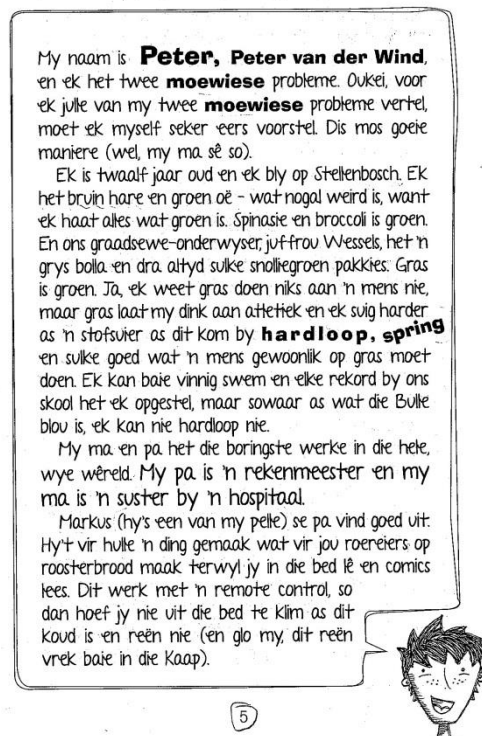 My naam is Peter, Peter van der Wind,
en ek het twee moewiese probleme. Oukei, voor
ek julle van my twee moewiese probleme vertel,
moet ek myself seker eers voorstel. Dis mos goeie
maniere (wel, my ma sê so).
Ek is twaalf jaar oud en ek bly op Stellenbosch. Ek
het bruin hare en groen oë – wat nogal weird is, want
ek haat alles wat groen is. Spinasie en broccoli is groen.
En ons graadsewe-onderwyser, juffrou Wessels, het 'n
grys bolla en dra altyd sulke snotliegroen pakkies. Gras
is groen. Ja, ek weet gras doen niks aan 'n mens nie,
maar gras laat my dink aan atletiek en ek suig harder
as 'n stofsuier as dit kom by hardloop, spring
en sulke goed wat 'n mens gewoonlik op gras moet
doen. Ek kan baie vinnig swem en elke rekord by ons
skool het ek opgestel, maar sowaar as wat die Bulle
blou is, ek kan nie hardloop nie.
My ma en pa het die boringste werke in die hele,
wye wêreld. My pa is 'n rekenmeester en my
ma is 'n suster by 'n hospitaal.
Markus (hy's een van my pelle) se pa vind goed uit.
Hy't vir hulle 'n ding gemaak wat vir jou roereiers op
roosterbrood maak terwyl jy in die bed lê en comics
lees. Dit werk met 'n remote control, so
dan hoef jy nie uit die bed te klim as dit
koud is en reën nie (en glo my, dit reën
vrek baie in die Kaap).
5